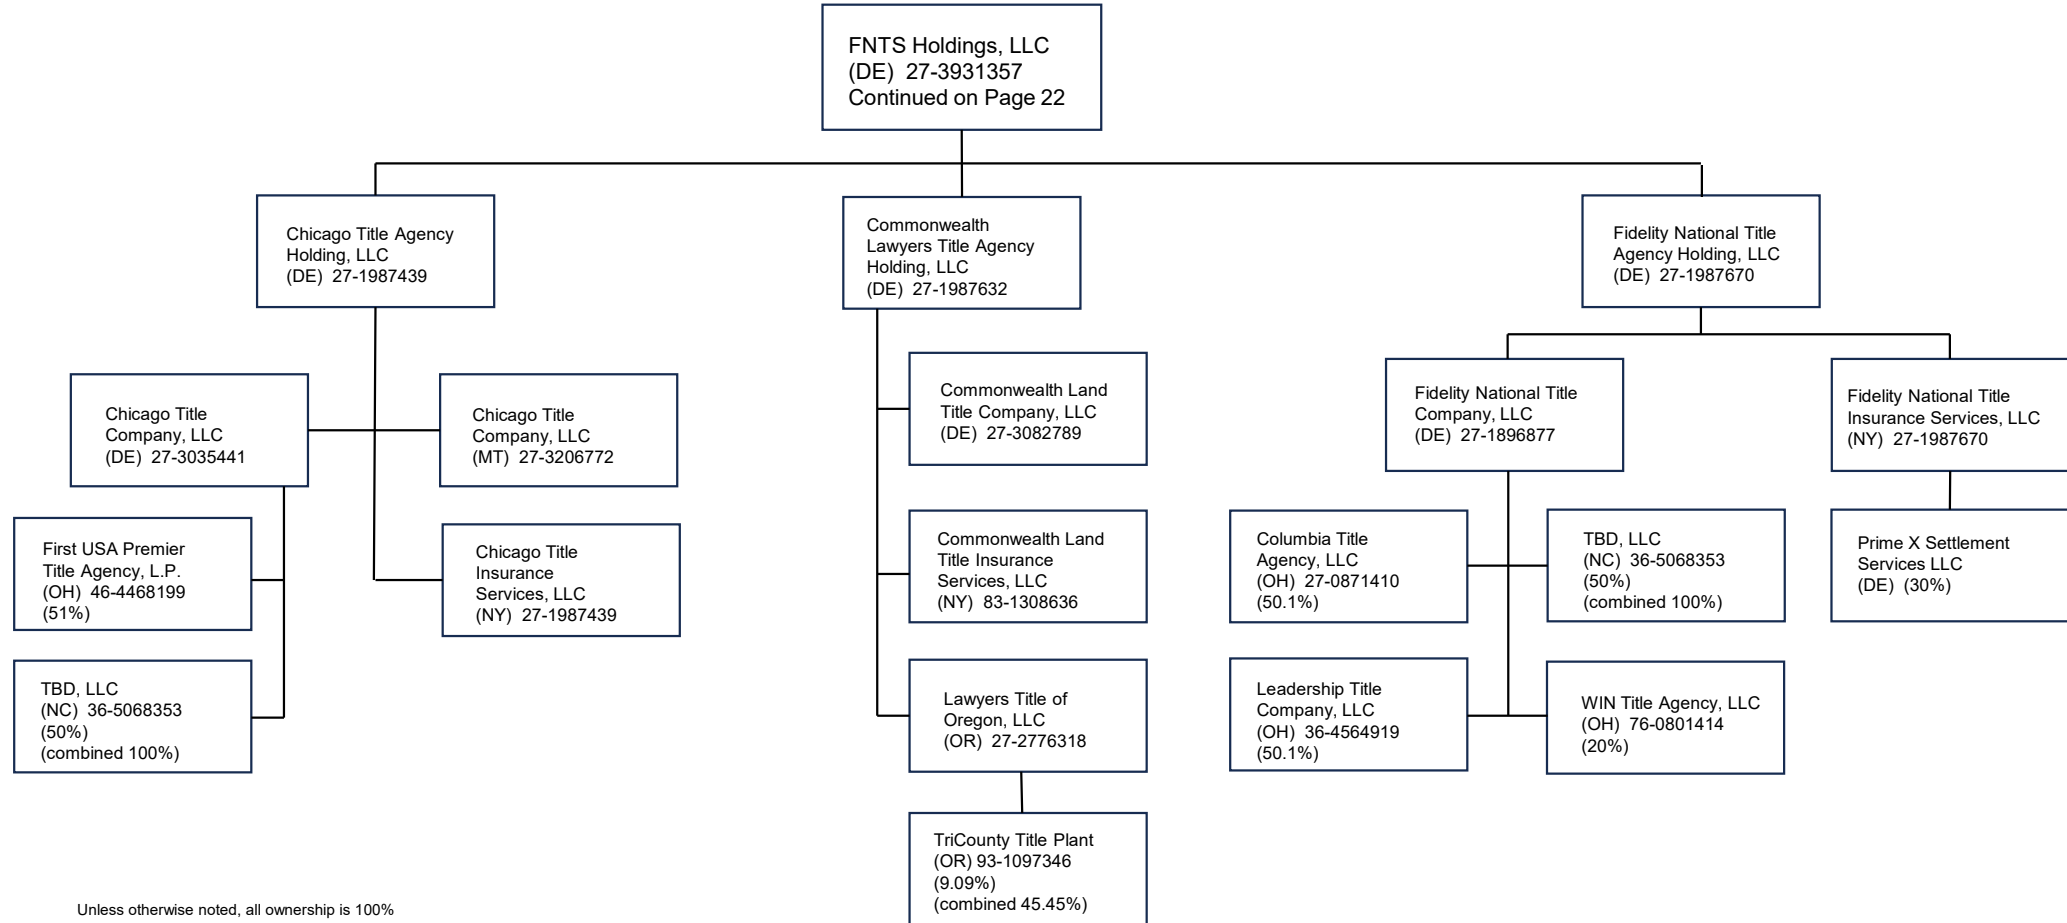 FNTS Holdings, LLC
(DE) 27-3931357
Continued on Page 22
Chicago Title Agency
Holding, LLC
(DE) 27-1987439
Commonwealth
Lawyers Title Agency
Holding, LLC
(DE) 27-1987632
Fidelity National Title
Agency Holding, LLC
(DE) 27-1987670
Chicago Title
Company, LLC
(DE) 27-3035441
Chicago Title
Company, LLC
(MT) 27-3206772
Commonwealth Land
Title Company, LLC
(DE) 27-3082789
Fidelity National Title
Company, LLC
(DE) 27-1896877
Fidelity National Title
Insurance Services, LLC
(NY) 27-1987670
First USA Premier
Title Agency, L.P.
(OH) 46-4468199
(51%)
Chicago Title
Insurance
Services, LLC
(NY) 27-1987439
Commonwealth Land
Title Insurance
Services, LLC
(NY) 83-1308636
Columbia Title
Agency, LLC
(OH) 27-0871410
(50.1%)
TBD, LLC
(NC) 36-5068353
(50%)
(combined 100%)
Prime X Settlement
Services LLC
(DE) (30%)
TBD, LLC
(NC) 36-5068353
(50%)
(combined 100%)
Lawyers Title of
Oregon, LLC
(OR) 27-2776318
Leadership Title
Company, LLC
(OH) 36-4564919
(50.1%)
WIN Title Agency, LLC
(OH) 76-0801414
(20%)
TriCounty Title Plant
(OR) 93-1097346
(9.09%)
(combined 45.45%)
Unless otherwise noted, all ownership is 100%